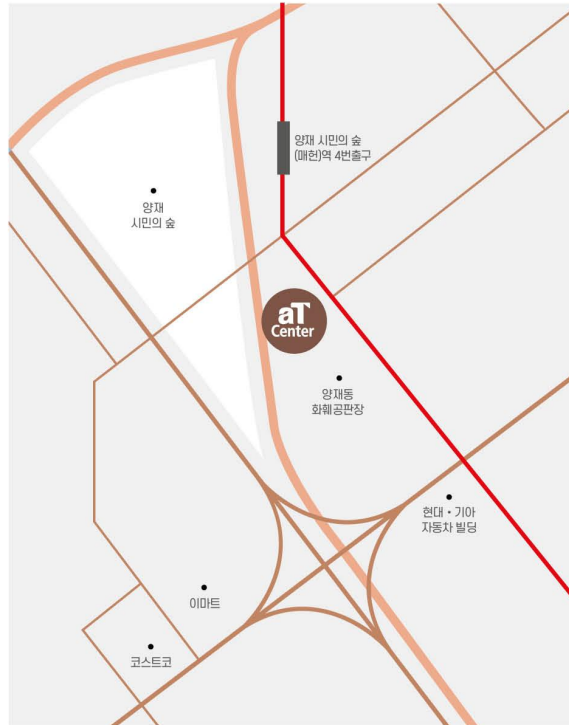 양재 시민의 숲
(매헌)역 4번출구
양재
시민의 숲
aT
Center
양재동
화훼공판장
현대・기아
자동차 빌딩
이마트
코스트코